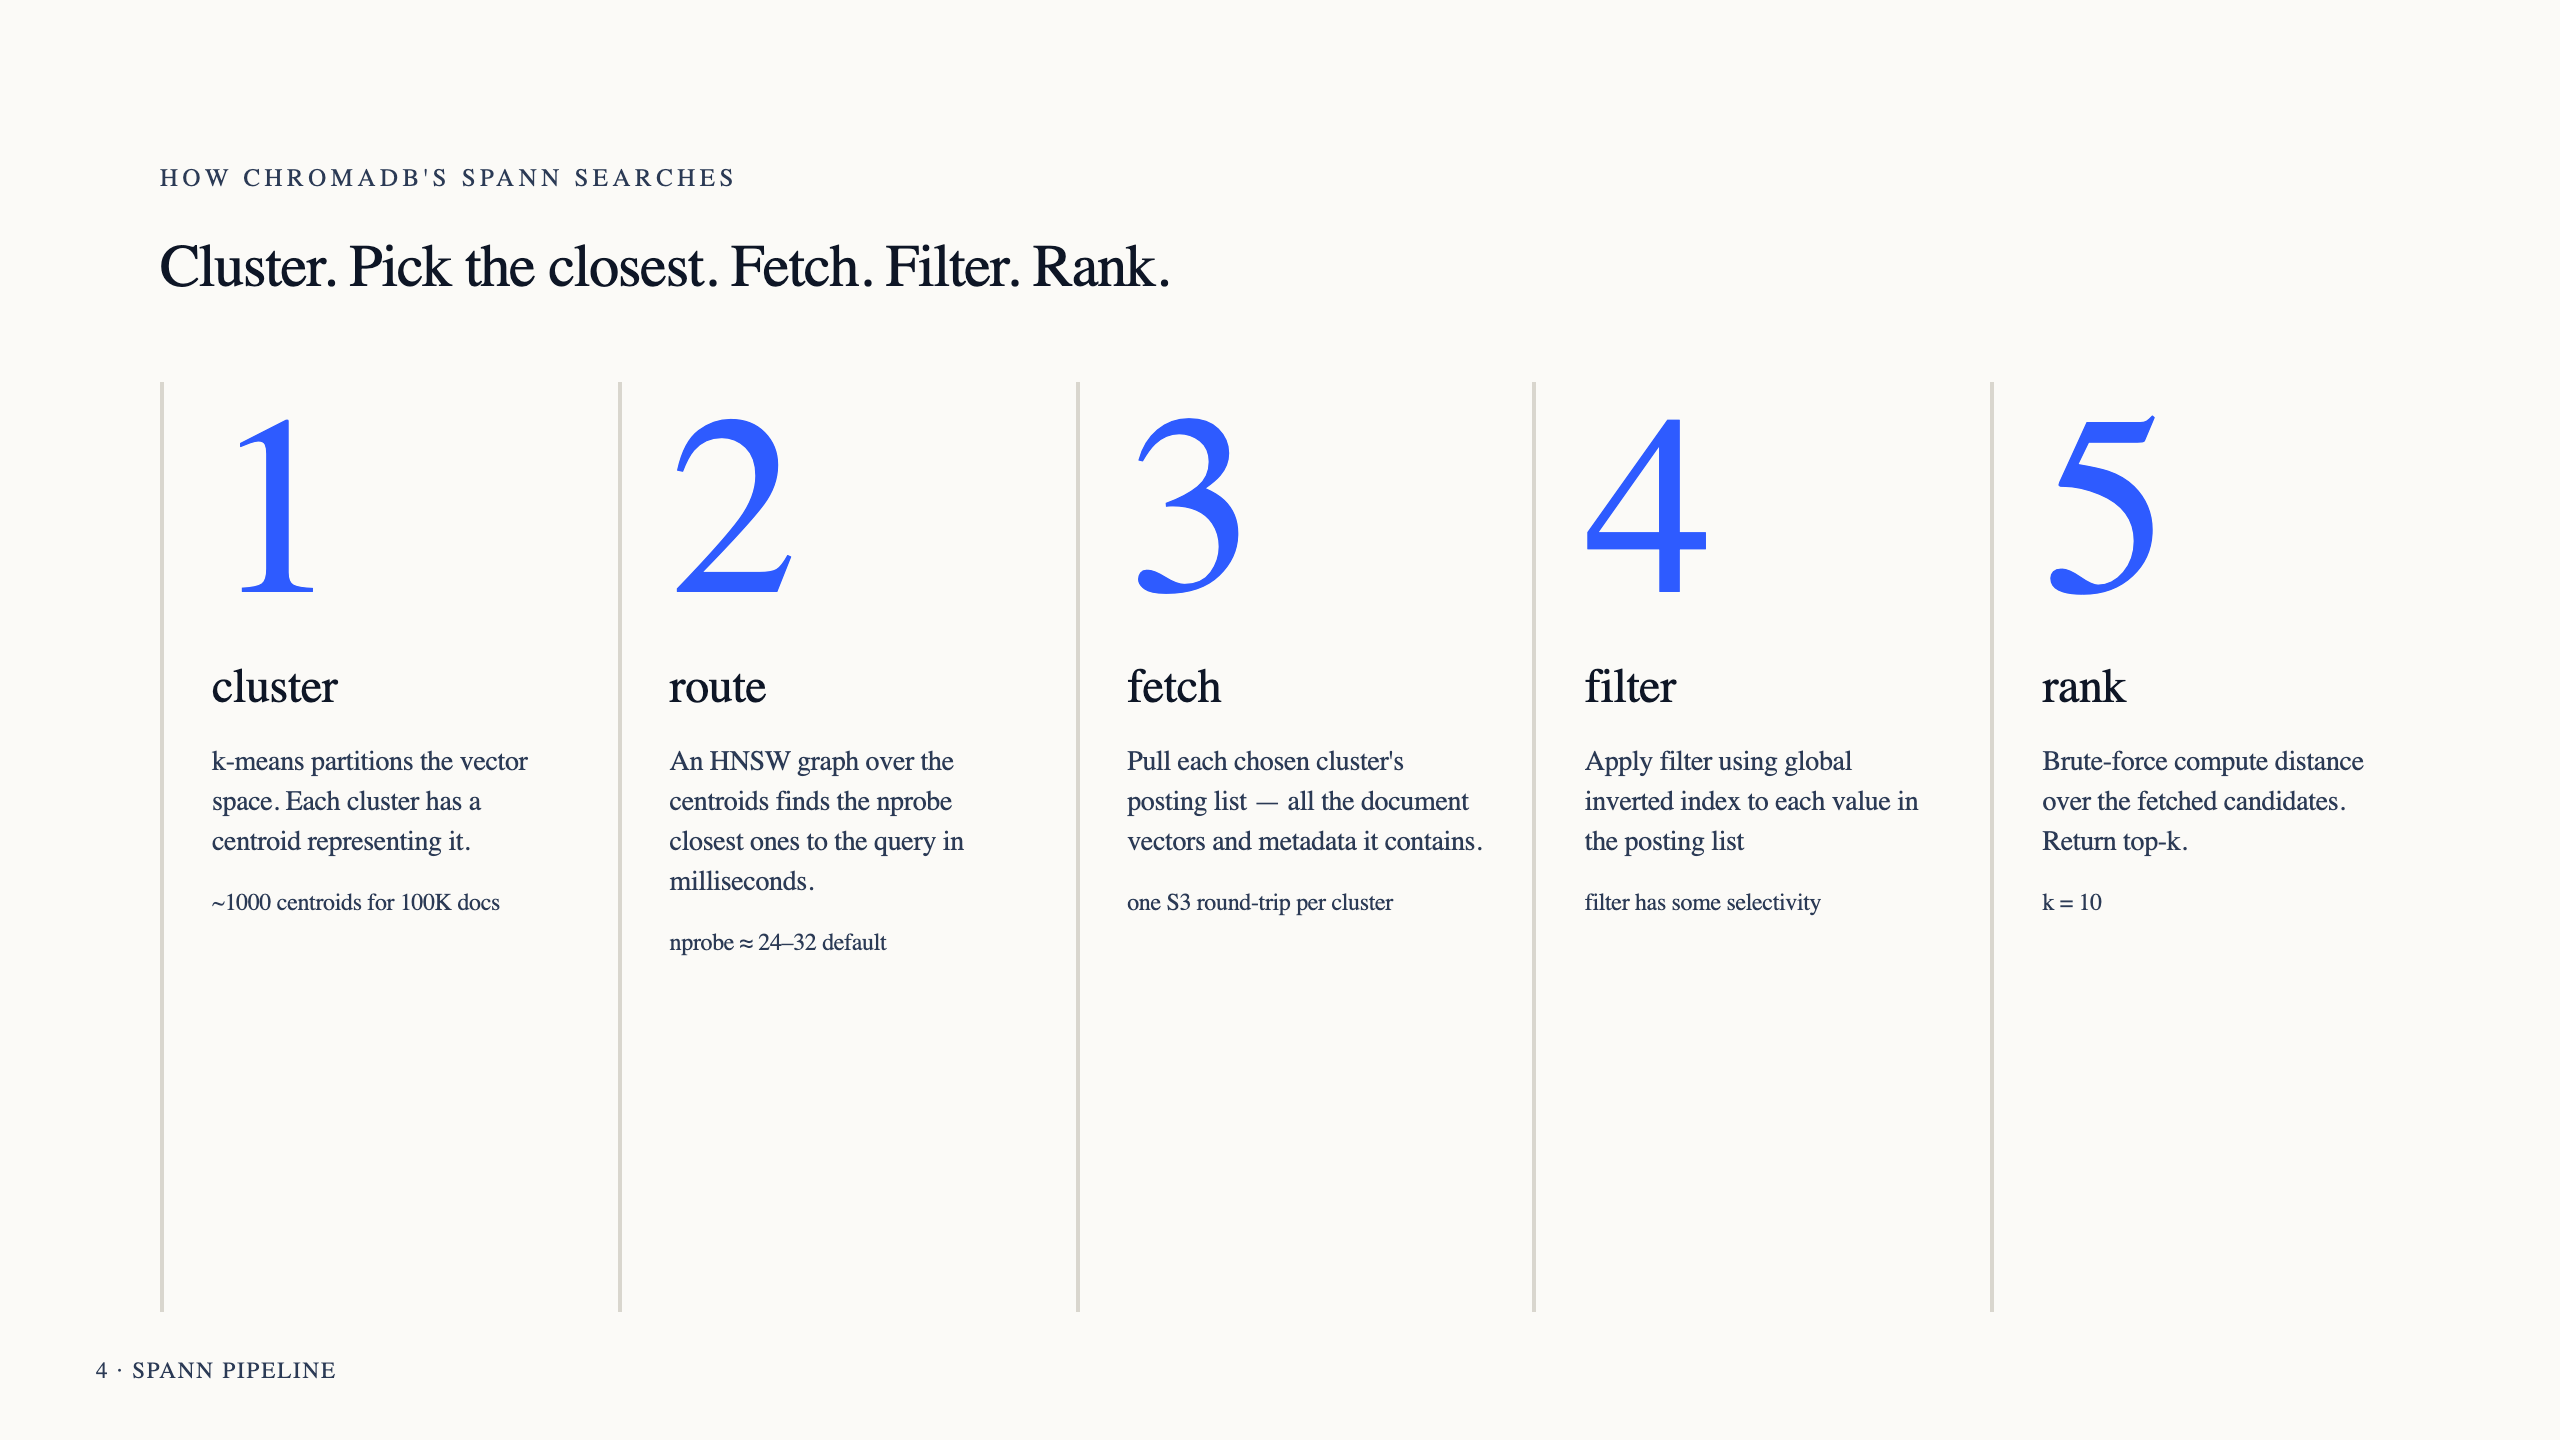 HOW CHROMADB'S SPANN SEARCHES
Cluster. Pick the closest. Fetch. Filter. Rank.
1
cluster
k-means partitions the vector
space. Each cluster has a
centroid representing it.
~1000 centroids for 100K docs
2
route
An HNSW graph over the
centroids finds the nprobe
closest ones to the query in
milliseconds.
nprobe ≈ 24–32 default
3
fetch
Pull each chosen cluster's
posting list — all the document
vectors and metadata it contains.
one S3 round-trip per cluster
4
filter
Apply filter using global
inverted index to each value in
the posting list
filter has some selectivity
5
rank
Brute-force compute distance
over the fetched candidates.
Return top-k.
k = 10
4 · SPANN PIPELINE